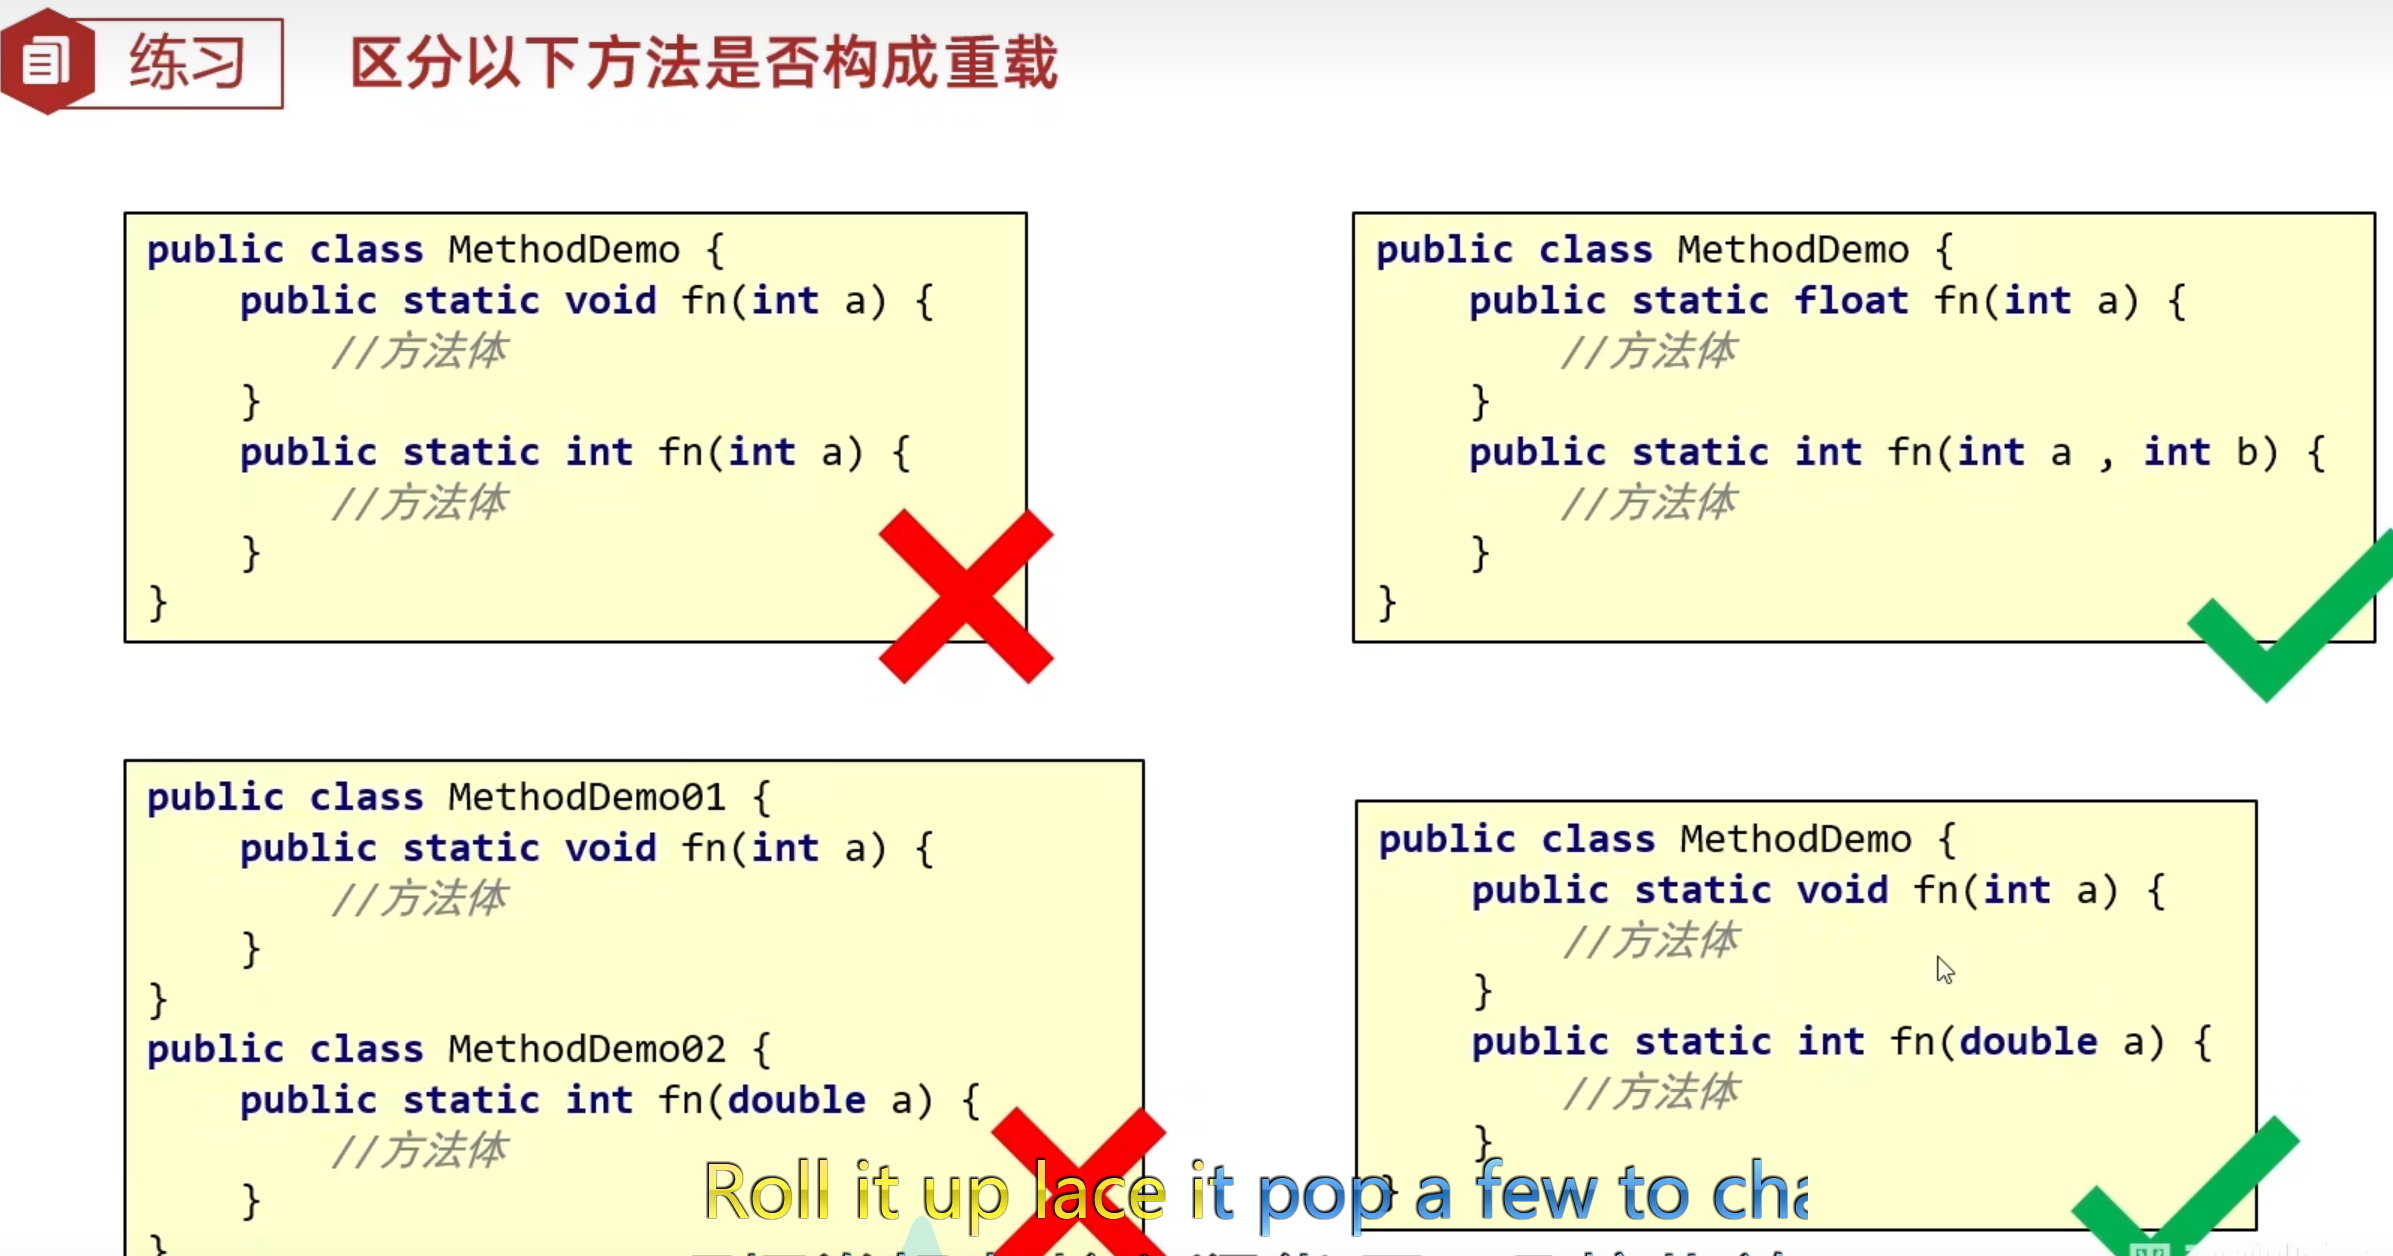 练习
区分以下方法是否构成重载
public class MethodDemo {
public static void fn(int a) {
//方法体
}
public static int fn(int a) {
//方法体
}
}
public class MethodDemo {
public static float fn(int a) {
//方法体
}
public static int fn(int a , int b) {
//方法体
}
}
public class MethodDemo01 {
public static void fn(int a) {
//方法体
}
}
public class MethodDemo02 {
public static int fn(double a) {
//方法体
}
}
public class MethodDemo {
public static void fn(int a) {
//方法体
}
public static int fn(double a) {
//方法体
}
}
Roll it up lace it pop a few to